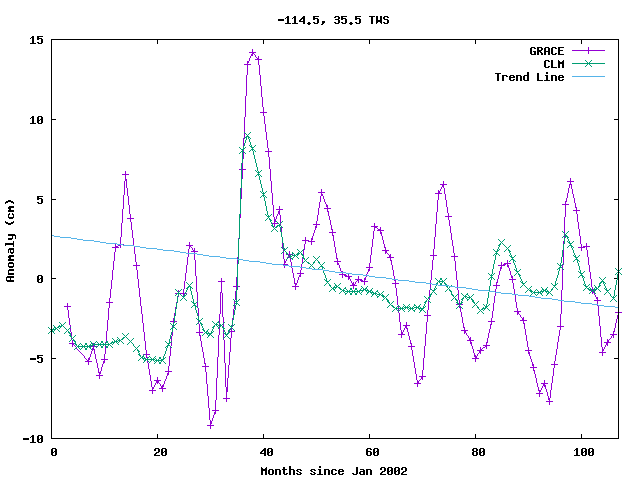 -114.5, 35.5 TWS
GRACE
CLM
Trend Line
15
10
5
0
-5
-10
Anomaly (cm)
0 20 40 60 80 100
Months since Jan 2002